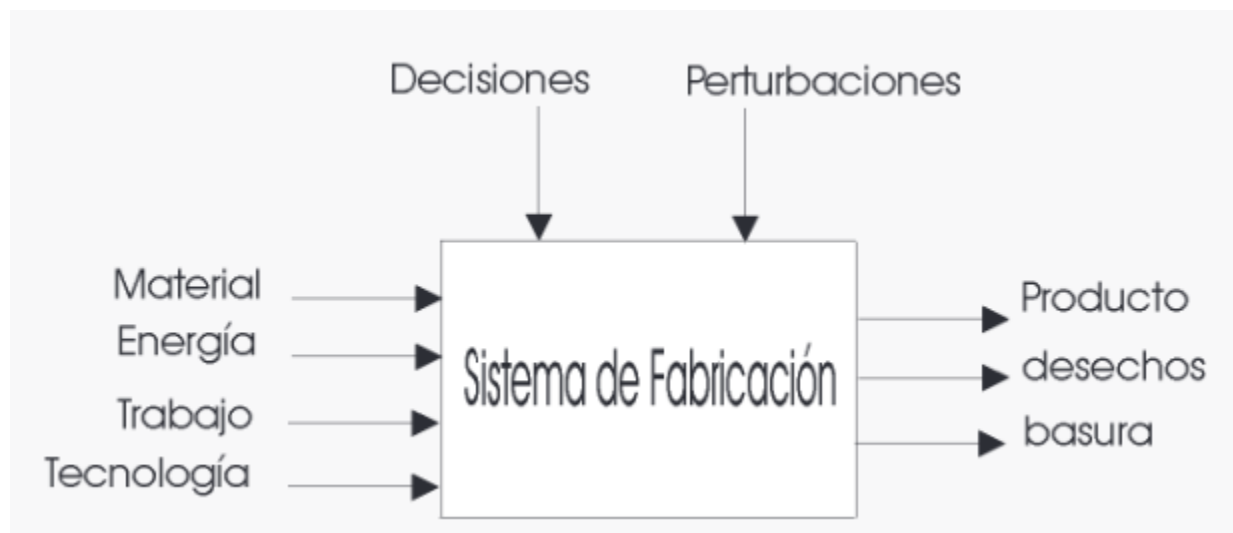 Decisiones
Perturbaciones
Material
Energía
Trabajo
Tecnología
Sistema de Fabricación
Producto
desechos
basura